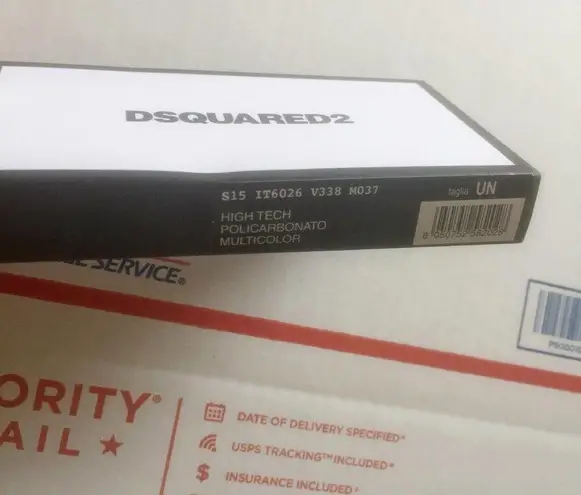 DSQUARED2
S15 IT6026 V338 M037
taglia UN
HIGH TECH
POLICARBONATO
MULTICOLOR
SERVICE®
ORITY®
AIL ★
DATE OF DELIVERY SPECIFIED*
USPS TRACKING™ INCLUDED*
$ INSURANCE INCLUDED*